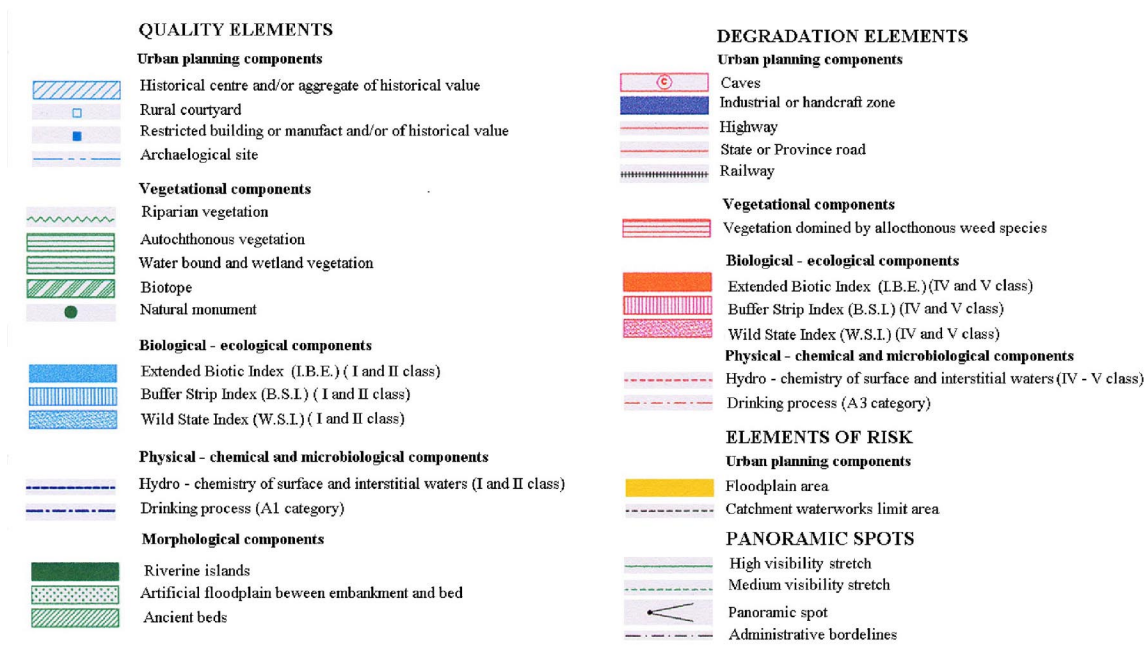 QUALITY ELEMENTS
Urban planning components
Historical centre and/or aggregate of historical value
Rural courtyard
Restricted building or manufact and/or of historical value
Archaelogical site
Vegetational components
Riparian vegetation
Autochthonous vegetation
Water bound and wetland vegetation
Biotope
Natural monument
Biological - ecological components
Extended Biotic Index (I.B.E.) ( I and II class)
Buffer Strip Index (B.S.I.) ( I and II class)
Wild State Index (W.S.I.) ( I and II class)
Physical - chemical and microbiological components
Hydro - chemistry of surface and interstitial waters (I and II class)
Drinking process (A1 category)
Morphological components
Riverine islands
Artificial floodplain beween embankment and bed
Ancient beds
DEGRADATION ELEMENTS
Urban planning components
C Caves
Industrial or handcraft zone
Highway
State or Province road
Railway
Vegetational components
Vegetation domined by allocthonous weed species
Biological - ecological components
Extended Biotic Index (I.B.E.) (IV and V class)
Buffer Strip Index (B.S.I.) (IV and V class)
Wild State Index (W.S.I.) (IV and V class)
Physical - chemical and microbiological components
Hydro - chemistry of surface and interstitial waters (IV - V class)
Drinking process (A3 category)
ELEMENTS OF RISK
Urban planning components
Floodplain area
Catchment waterworks limit area
PANORAMIC SPOTS
High visibility stretch
Medium visibility stretch
Panoramic spot
Administrative bordelines